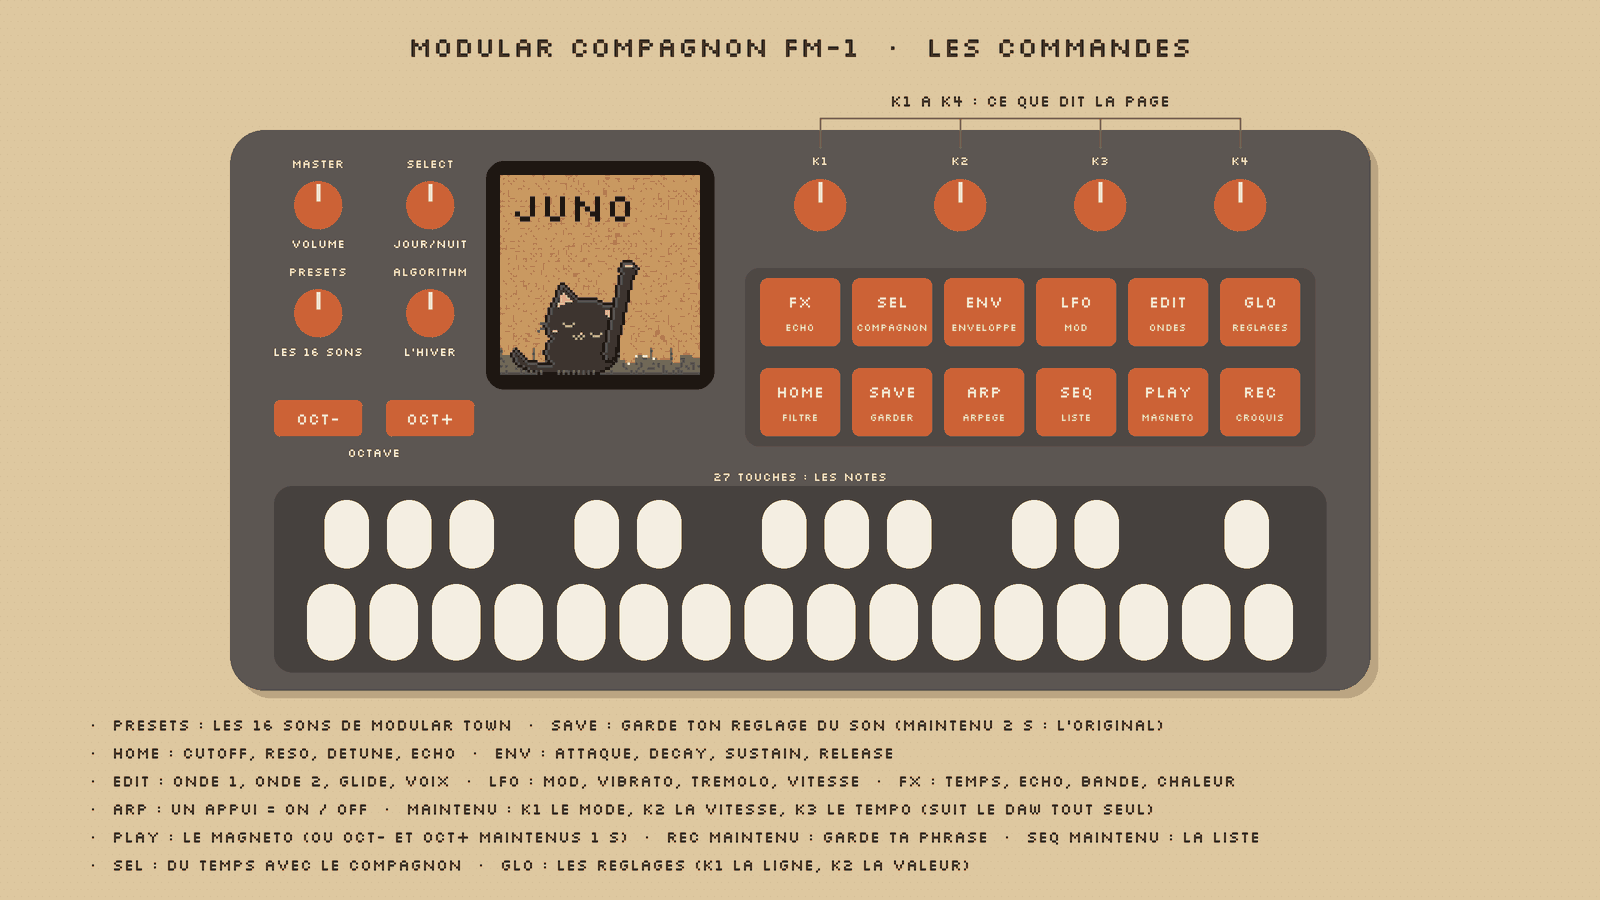 MODULAR COMPAGNON FM-1 · LES COMMANDES
K1 A K4 : CE QUE DIT LA PAGE
MASTER
SELECT
K1
K2
K3
K4
JUNO
VOLUME
JOUR/NUIT
PRESETS
ALGORITHM
LES 16 SONS
L'HIVER
FX
SEL
ENV
LFO
EDIT
GLO
ECHO
COMPAGNON
ENVELOPPE
MOD
ONDES
REGLAGES
HOME
SAVE
ARP
SEQ
PLAY
REC
FILTRE
GARDER
ARPEGE
LISTE
MAGNETO
CROQUIS
OCT-
OCT+
OCTAVE
27 TOUCHES : LES NOTES
· PRESETS : LES 16 SONS DE MODULAR TOWN · SAVE : GARDE TON REGLAGE DU SON (MAINTENU 2 S : L'ORIGINAL)
· HOME : CUTOFF, RESO, DETUNE, ECHO · ENV : ATTAQUE, DECAY, SUSTAIN, RELEASE
· EDIT : ONDE 1, ONDE 2, GLIDE, VOIX · LFO : MOD, VIBRATO, TREMOLO, VITESSE · FX : TEMPS, ECHO, BANDE, CHALEUR
· ARP : UN APPUI = ON / OFF · MAINTENU : K1 LE MODE, K2 LA VITESSE, K3 LE TEMPO (SUIT LE DAW TOUT SEUL)
· PLAY : LE MAGNETO (OU OCT- ET OCT+ MAINTENUS 1 S) · REC MAINTENU : GARDE TA PHRASE · SEQ MAINTENU : LA LISTE
· SEL : DU TEMPS AVEC LE COMPAGNON · GLO : LES REGLAGES (K1 LA LIGNE, K2 LA VALEUR)